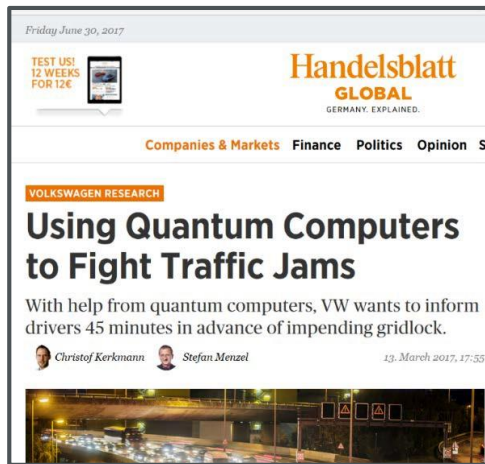 Friday June 30, 2017
TEST US!
12 WEEKS
FOR 12€
Handelsblatt
GLOBAL
GERMANY. EXPLAINED.
Companies & Markets Finance Politics Opinion S
VOLKSWAGEN RESEARCH
Using Quantum Computers
to Fight Traffic Jams
With help from quantum computers, VW wants to inform
drivers 45 minutes in advance of impending gridlock.
Christof Kerkmann Stefan Menzel 13. March 2017, 17:55